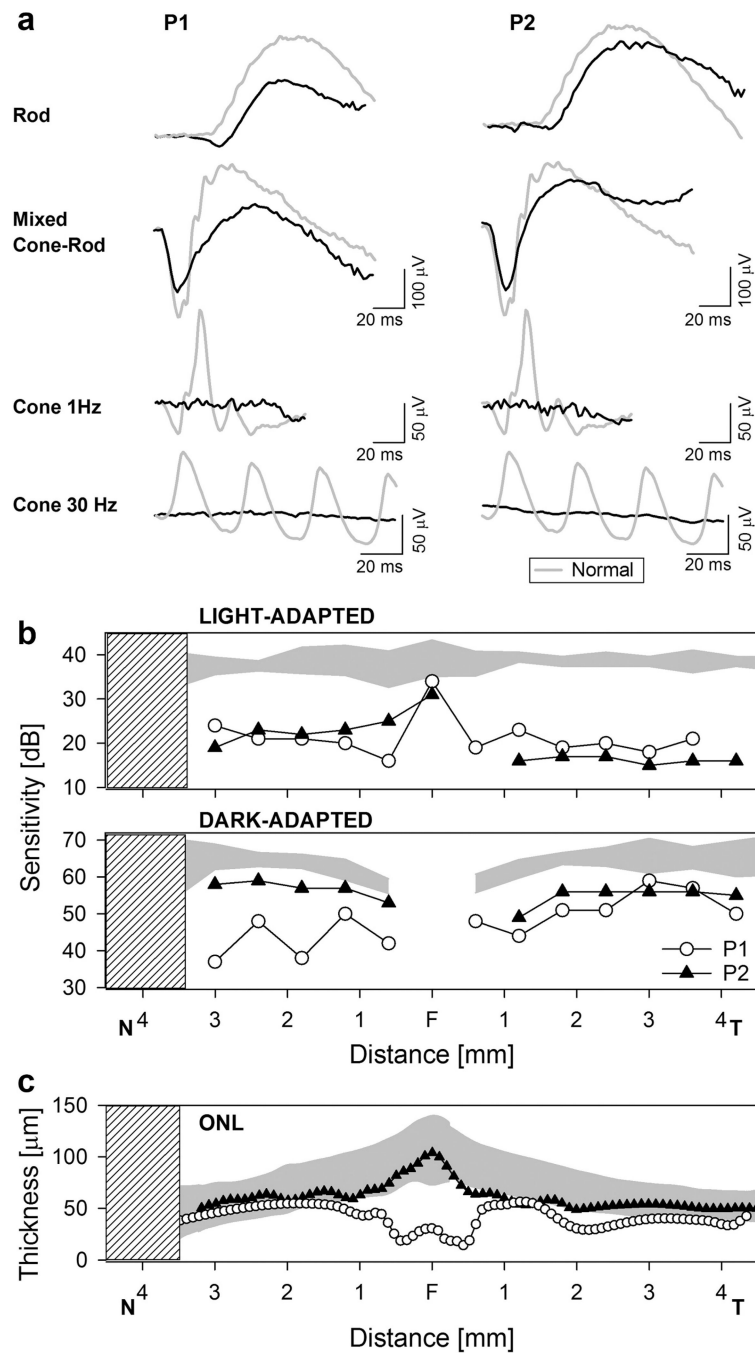 a
P1
P2
Rod
Mixed
Cone-Rod
100 µV
20 ms
100 µV
20 ms
Cone 1Hz
50 µV
20 ms
50 µV
20 ms
Cone 30 Hz
50 µV
20 ms
50 µV
20 ms
Normal
b
LIGHT-ADAPTED
40
30
20
10
Sensitivity [dB]
DARK-ADAPTED
70
60
50
40
30
P1
P2
N 4 3 2 1 F 1 2 3 4 T
Distance [mm]
c
ONL
150
100
50
0
Thickness [µm]
N 4 3 2 1 F 1 2 3 4 T
Distance [mm]